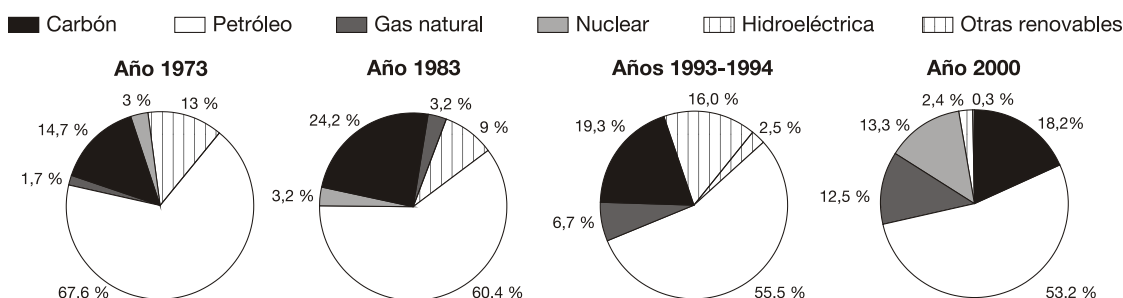 Carbón Petróleo Gas natural Nuclear Hidroeléctrica Otras renovables
Año 1973 Año 1983 Años 1993-1994 Año 2000
3 % 13 % 14,7 % 1,7 % 67,6 %
24,2 % 3,2 % 9 % 3,2 % 60,4 %
16,0 % 19,3 % 2,5 % 6,7 % 55,5 %
2,4 % 0,3 % 13,3 % 18,2% 12,5 % 53,2 %